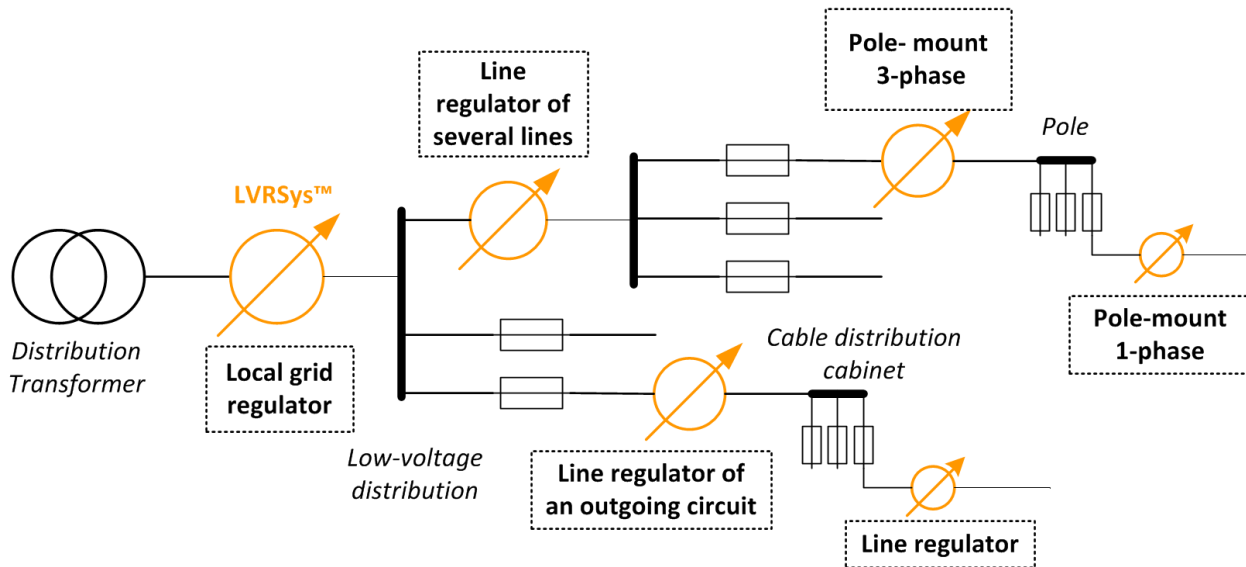 Pole- mount
3-phase
Line
regulator of
several lines
Pole
LVRSys™
Distribution
Transformer
Local grid
regulator
Cable distribution
cabinet
Pole-mount
1-phase
Low-voltage
distribution
Line regulator of
an outgoing circuit
Line regulator